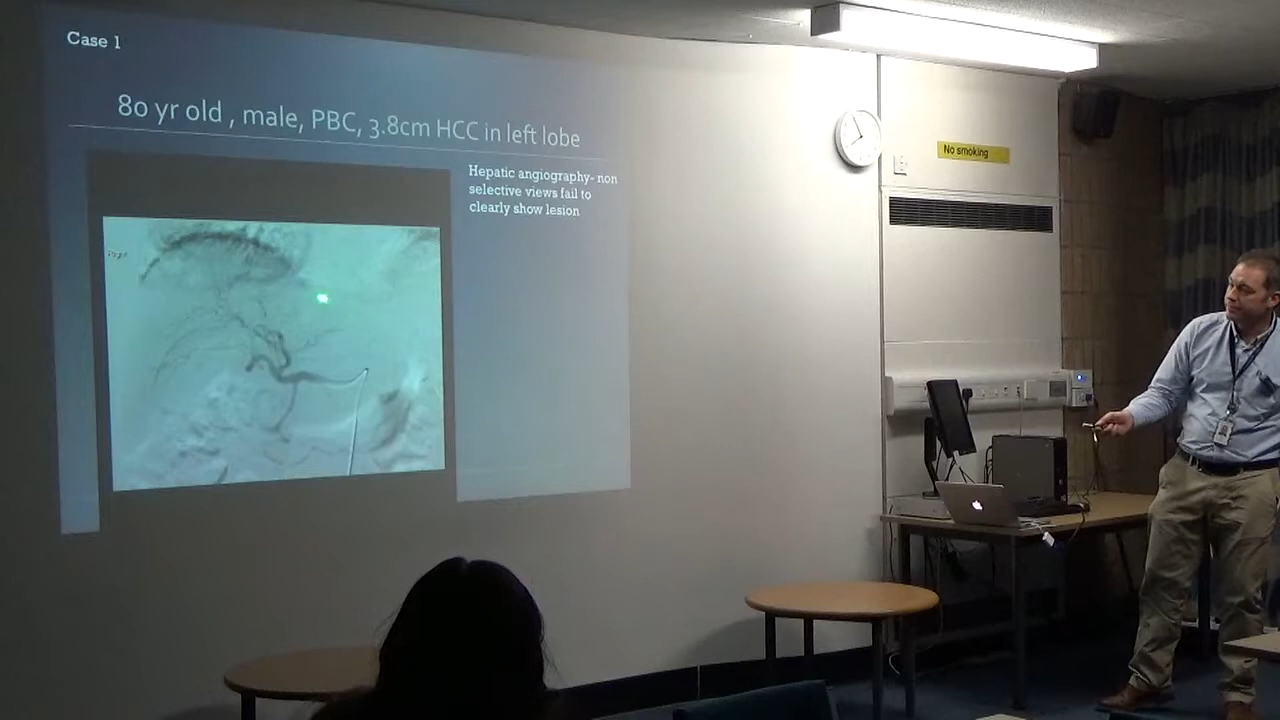 Case 1
80 yr old , male, PBC, 3.8cm HCC in left lobe
Hepatic angiography- non
selective views fail to
clearly show lesion
Right
No smoking